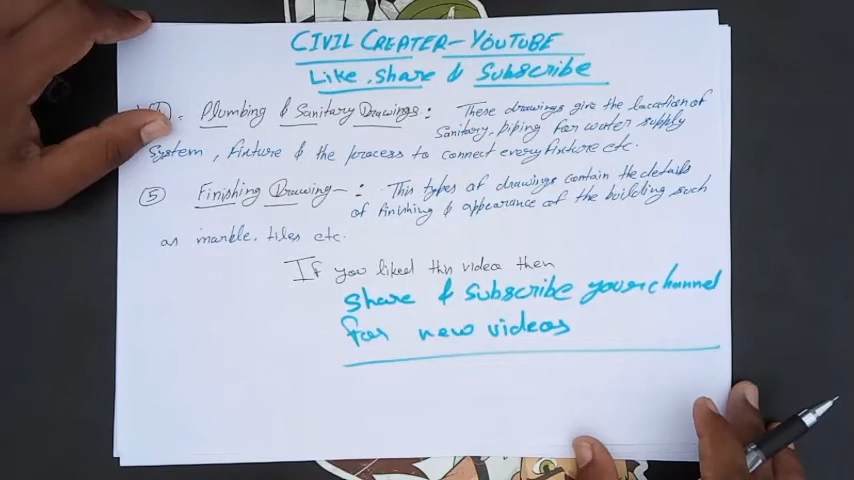 CIVIL CREATER-YOUTUBE
Like, Share & Subscribe
Plumbing & Sanitary Drawings: These drawings give the location of
Sanitary, piping for water supply
System, fixture & the process to connect every fixture etc.
(5) Finishing Drawing-: This types of drawings contain the details
of finishing & appearance of the building such
as marble, tiles etc.
If you liked this video then
Share & Subscribe your channel
for new videos